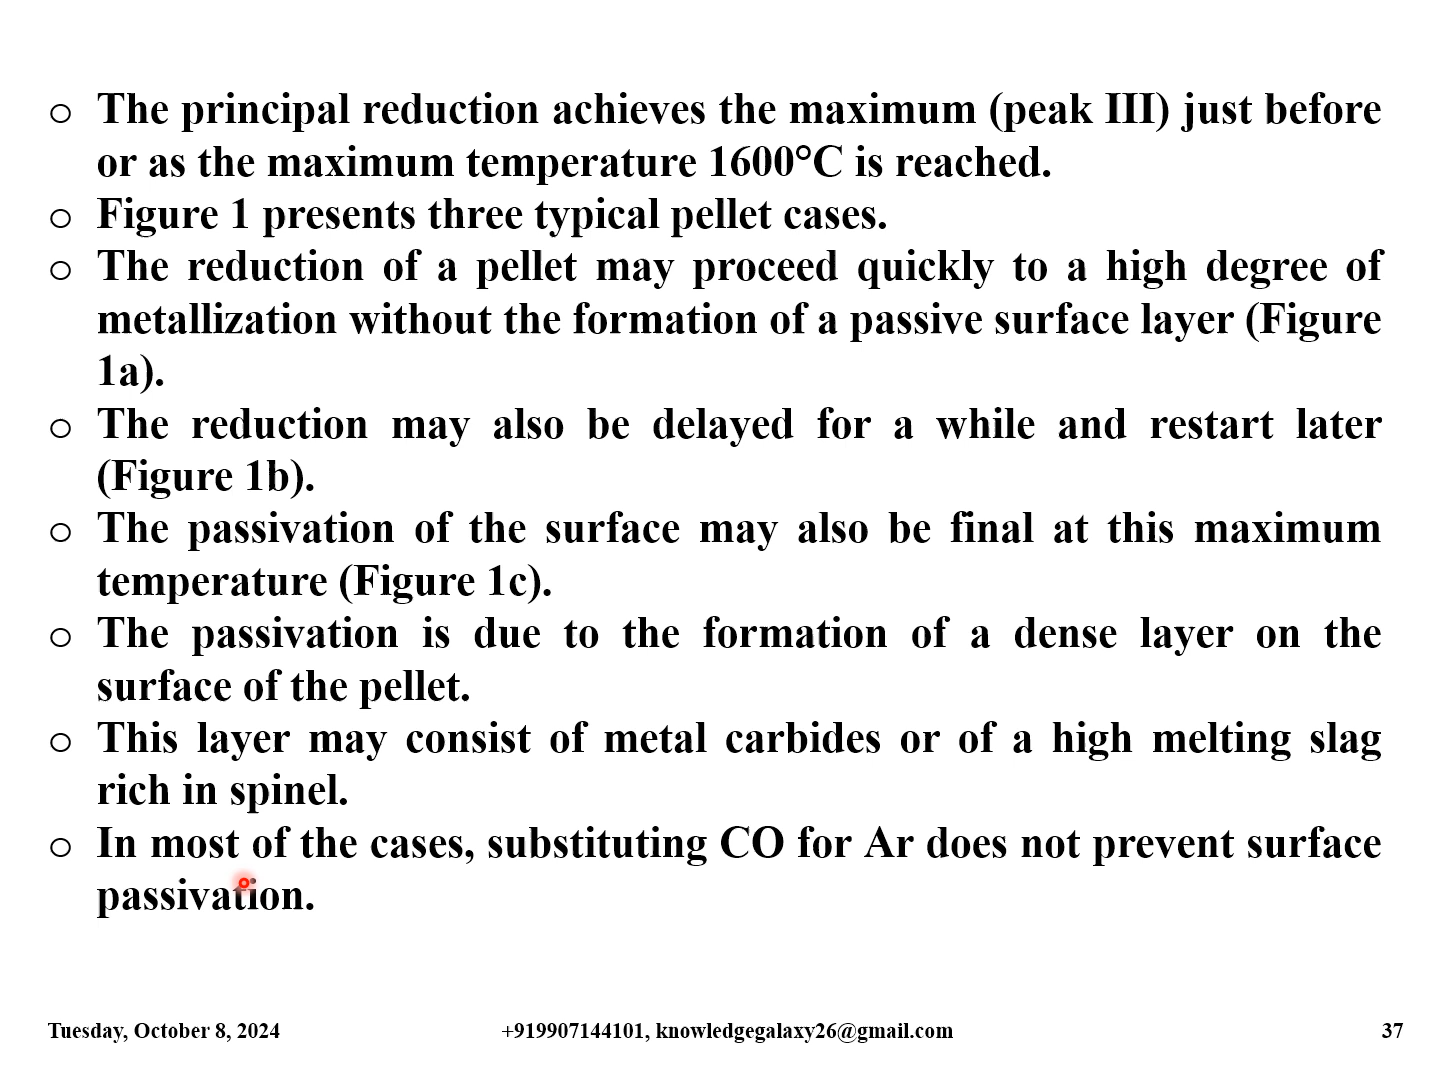 ○ The principal reduction achieves the maximum (peak III) just before
or as the maximum temperature 1600°C is reached.
○ Figure 1 presents three typical pellet cases.
○ The reduction of a pellet may proceed quickly to a high degree of
metallization without the formation of a passive surface layer (Figure
1a).
○ The reduction may also be delayed for a while and restart later
(Figure 1b).
○ The passivation of the surface may also be final at this maximum
temperature (Figure 1c).
○ The passivation is due to the formation of a dense layer on the
surface of the pellet.
○ This layer may consist of metal carbides or of a high melting slag
rich in spinel.
○ In most of the cases, substituting CO for Ar does not prevent surface
passivation.
Tuesday, October 8, 2024 +919907144101, knowledgegalaxy26@gmail.com 37